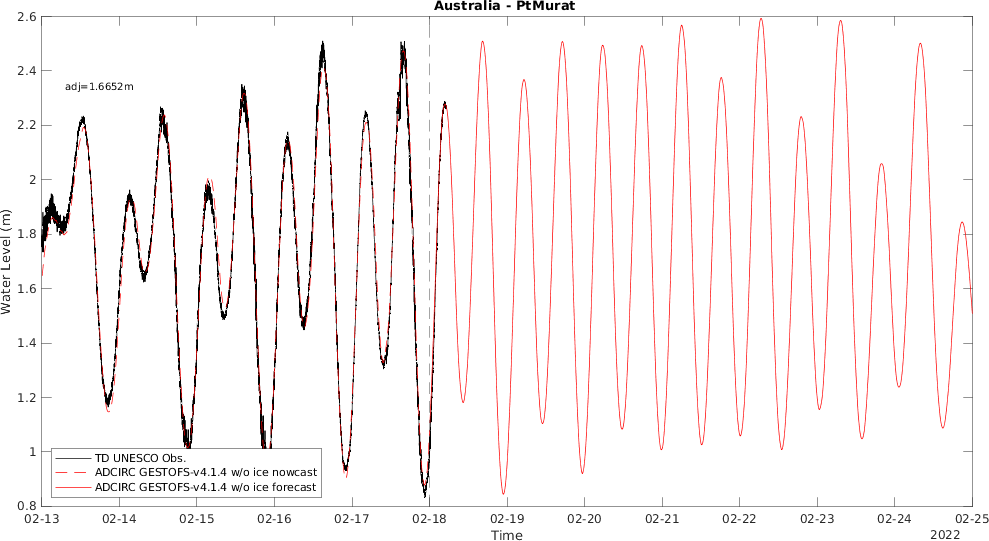 Australia - PtMurat
2.6
2.4
adj=1.6652m
2.2
2
1.8
Water Level (m)
1.6
1.4
1.2
1
0.8
TD UNESCO Obs.
ADCIRC GESTOFS-v4.1.4 w/o ice nowcast
ADCIRC GESTOFS-v4.1.4 w/o ice forecast
02-13 02-14 02-15 02-16 02-17 02-18 02-19 02-20 02-21 02-22 02-23 02-24 02-25
Time
2022